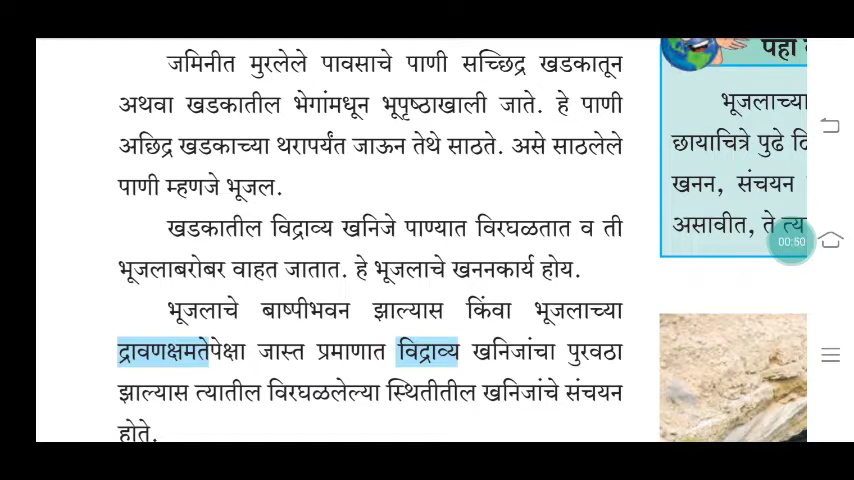 जमिनीत मुरलेले पावसाचे पाणी सच्छिद्र खडकातून
अथवा खडकातील भेगांमधून भूपृष्ठाखाली जाते. हे पाणी
अछिद्र खडकाच्या थरापर्यंत जाऊन तेथे साठते. असे साठलेले
पाणी म्हणजे भूजल.
खडकातील विद्राव्य खनिजे पाण्यात विरघळतात व ती
भूजलाबरोबर वाहत जातात. हे भूजलाचे खननकार्य होय.
भूजलाचे बाष्पीभवन झाल्यास किंवा भूजलाच्या
द्रावणक्षमतेपेक्षा जास्त प्रमाणात विद्राव्य खनिजांचा पुरवठा
झाल्यास त्यातील विरघळलेल्या स्थितीतील खनिजांचे संचयन
होते.
पहा
भूजलाच्या
छायाचित्रे पुढे
खनन, संचयन
असावीत, ते
00:50